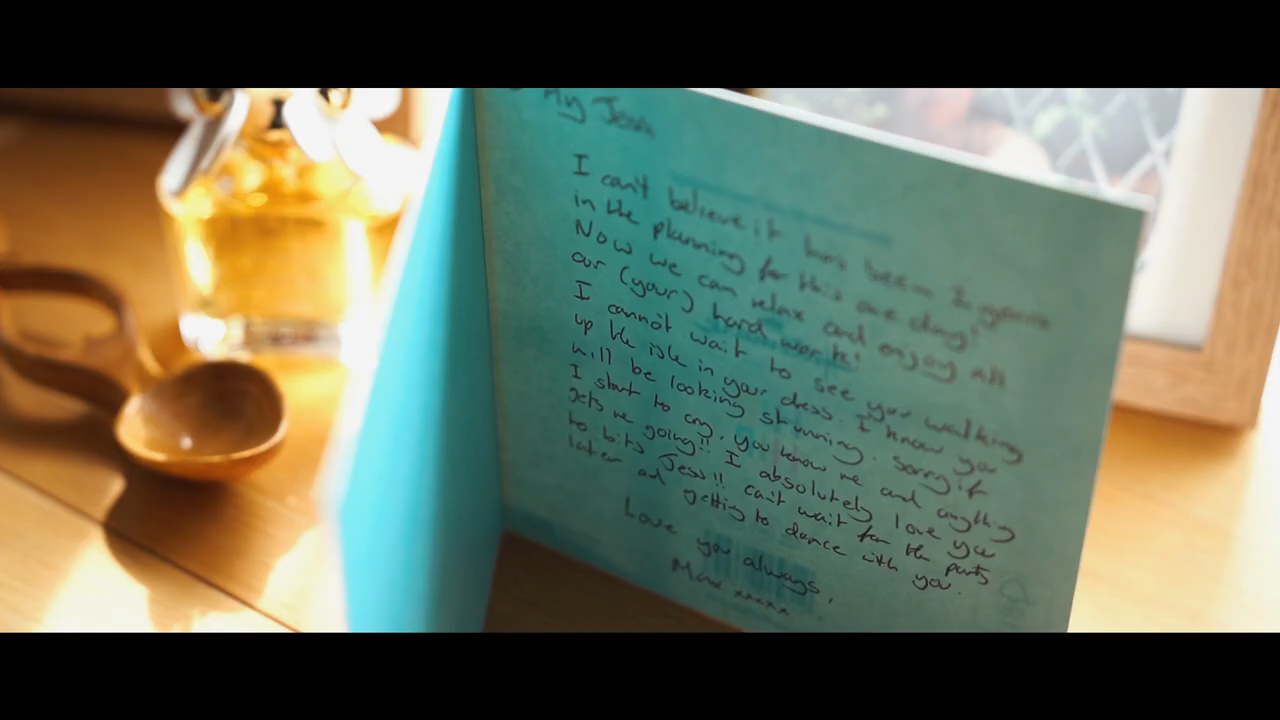 My Jess
I can't believe it has been 2 years
in the planning for this one day!
Now we can relax and enjoy all
our (your) hard work!
I cannot wait to see you walking
up the isle in your dress. I know you
will be looking stunning. Sorry if
I start to cry, you know me and anything
gets me going!! I absolutely love you
to bits Jess!! can't wait for the party
later and getting to dance with you.
Love you always,
Max xxxxx